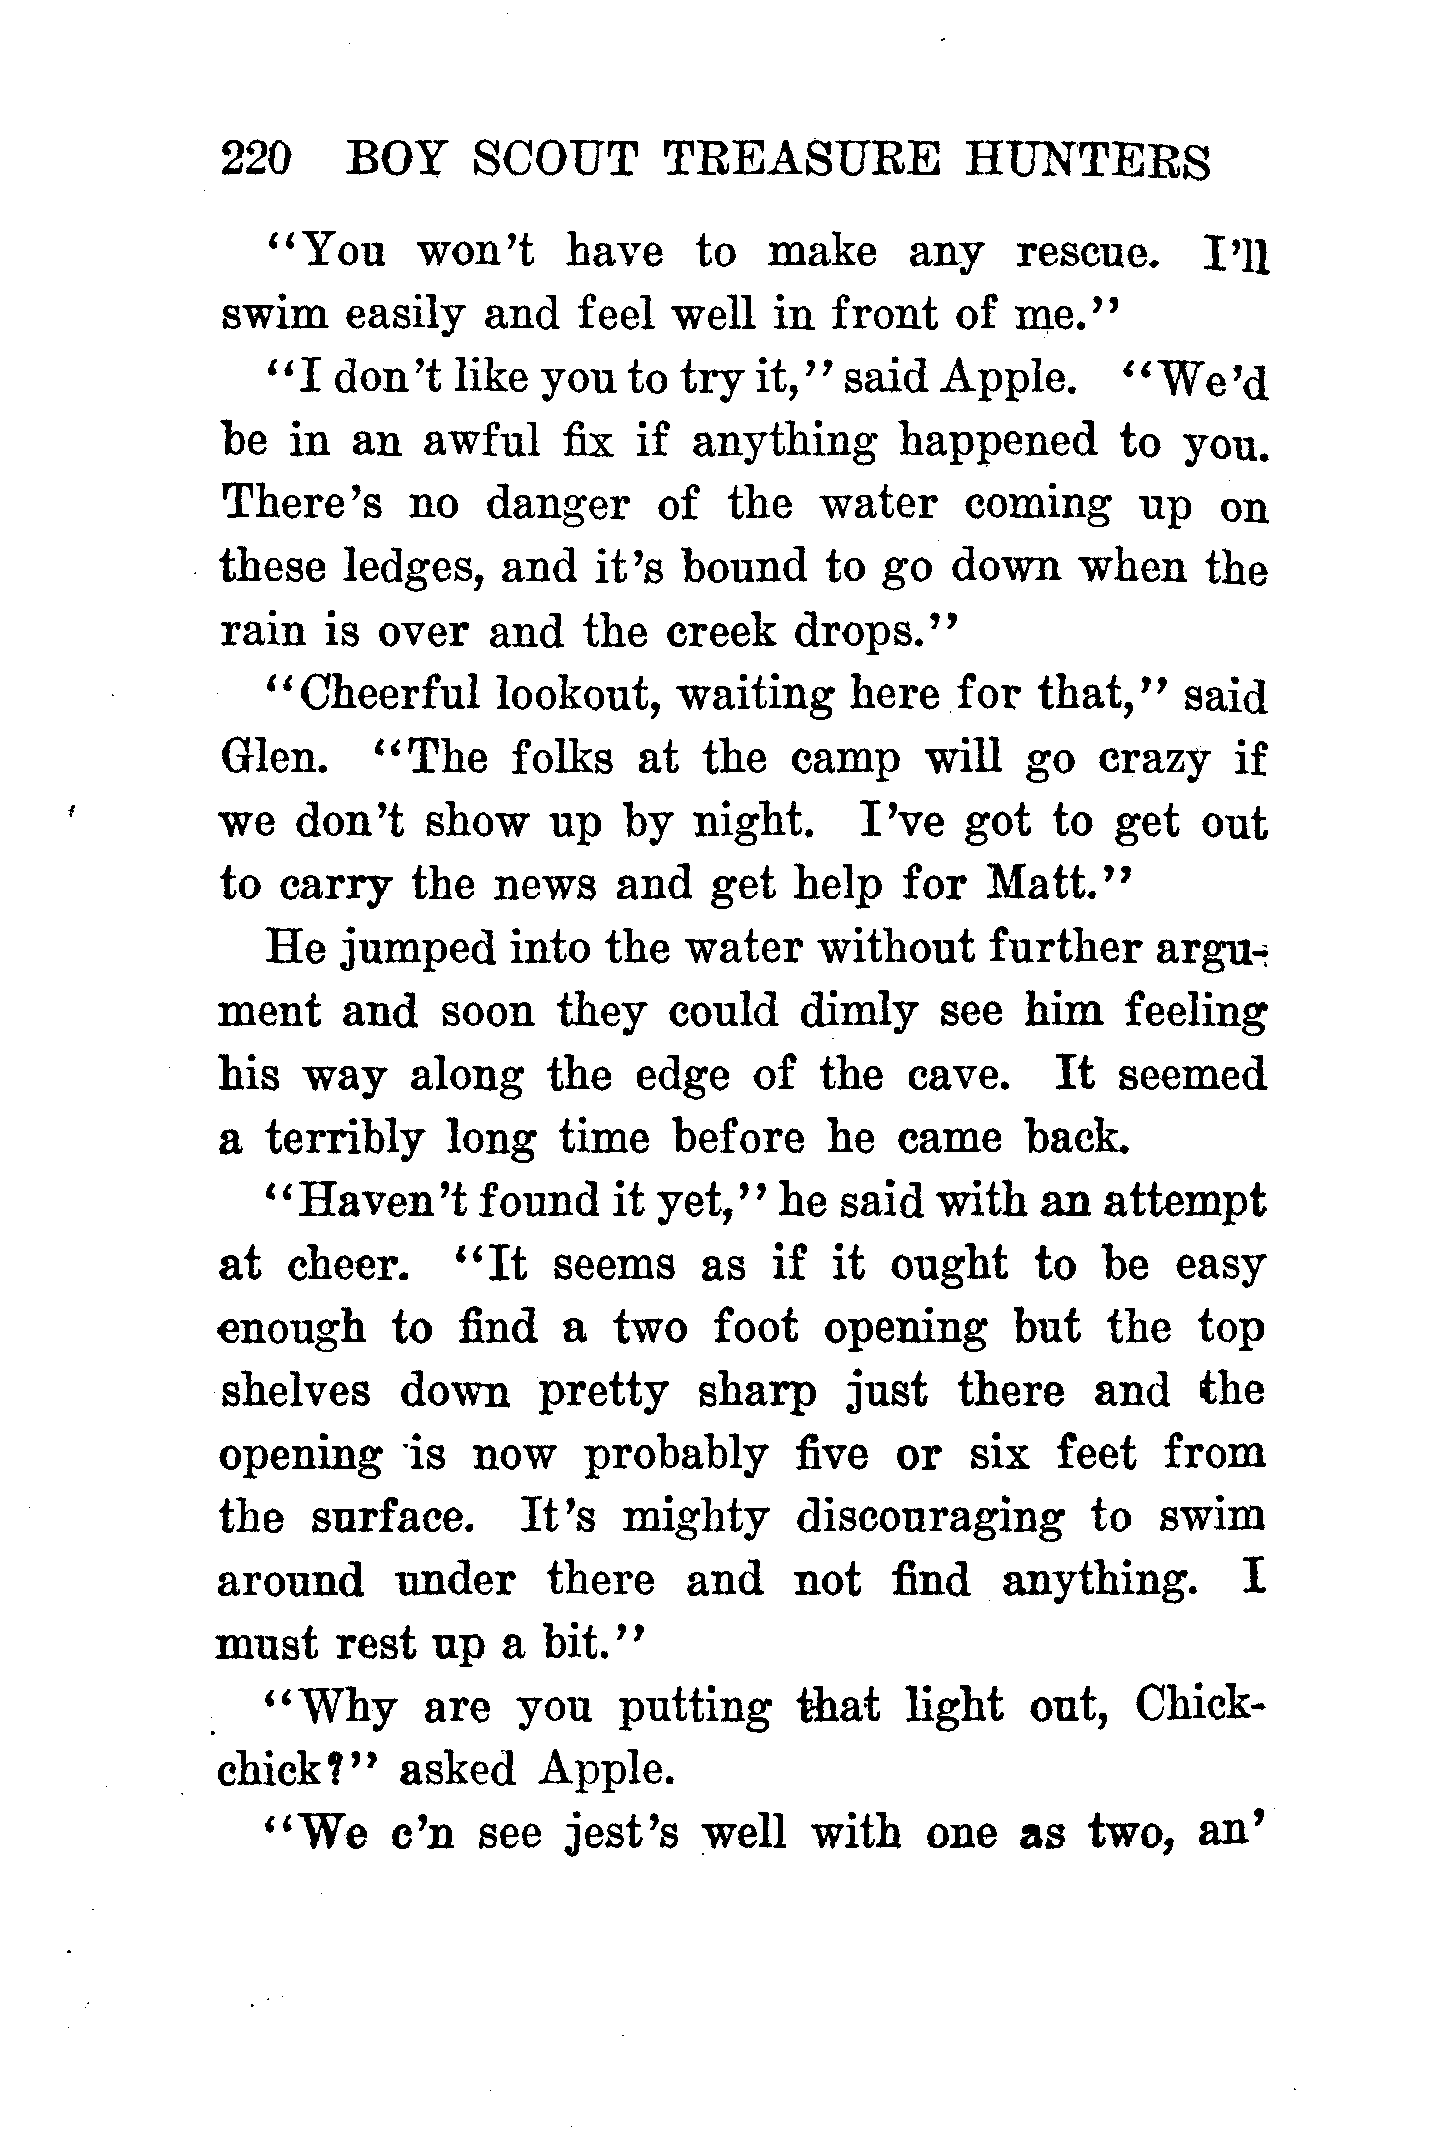 220 BOY SCOUT TREASURE HUNTERS
"You won't have to make any rescue. I'll
swim easily and feel well in front of me."
"I don't like you to try it," said Apple. "We'd
be in an awful fix if anything happened to you.
There's no danger of the water coming up on
these ledges, and it's bound to go down when the
rain is over and the creek drops."
"Cheerful lookout, waiting here for that," said
Glen. "The folks at the camp will go crazy if
we don't show up by night. I've got to get out
to carry the news and get help for Matt."
He jumped into the water without further argu-
ment and soon they could dimly see him feeling
his way along the edge of the cave. It seemed
a terribly long time before he came back.
"Haven't found it yet," he said with an attempt
at cheer. "It seems as if it ought to be easy
enough to find a two foot opening but the top
shelves down pretty sharp just there and the
opening is now probably five or six feet from
the surface. It's mighty discouraging to swim
around under there and not find anything. I
must rest up a bit."
"Why are you putting that light out, Chick-
chick?" asked Apple.
"We c'n see jest's well with one as two, an'